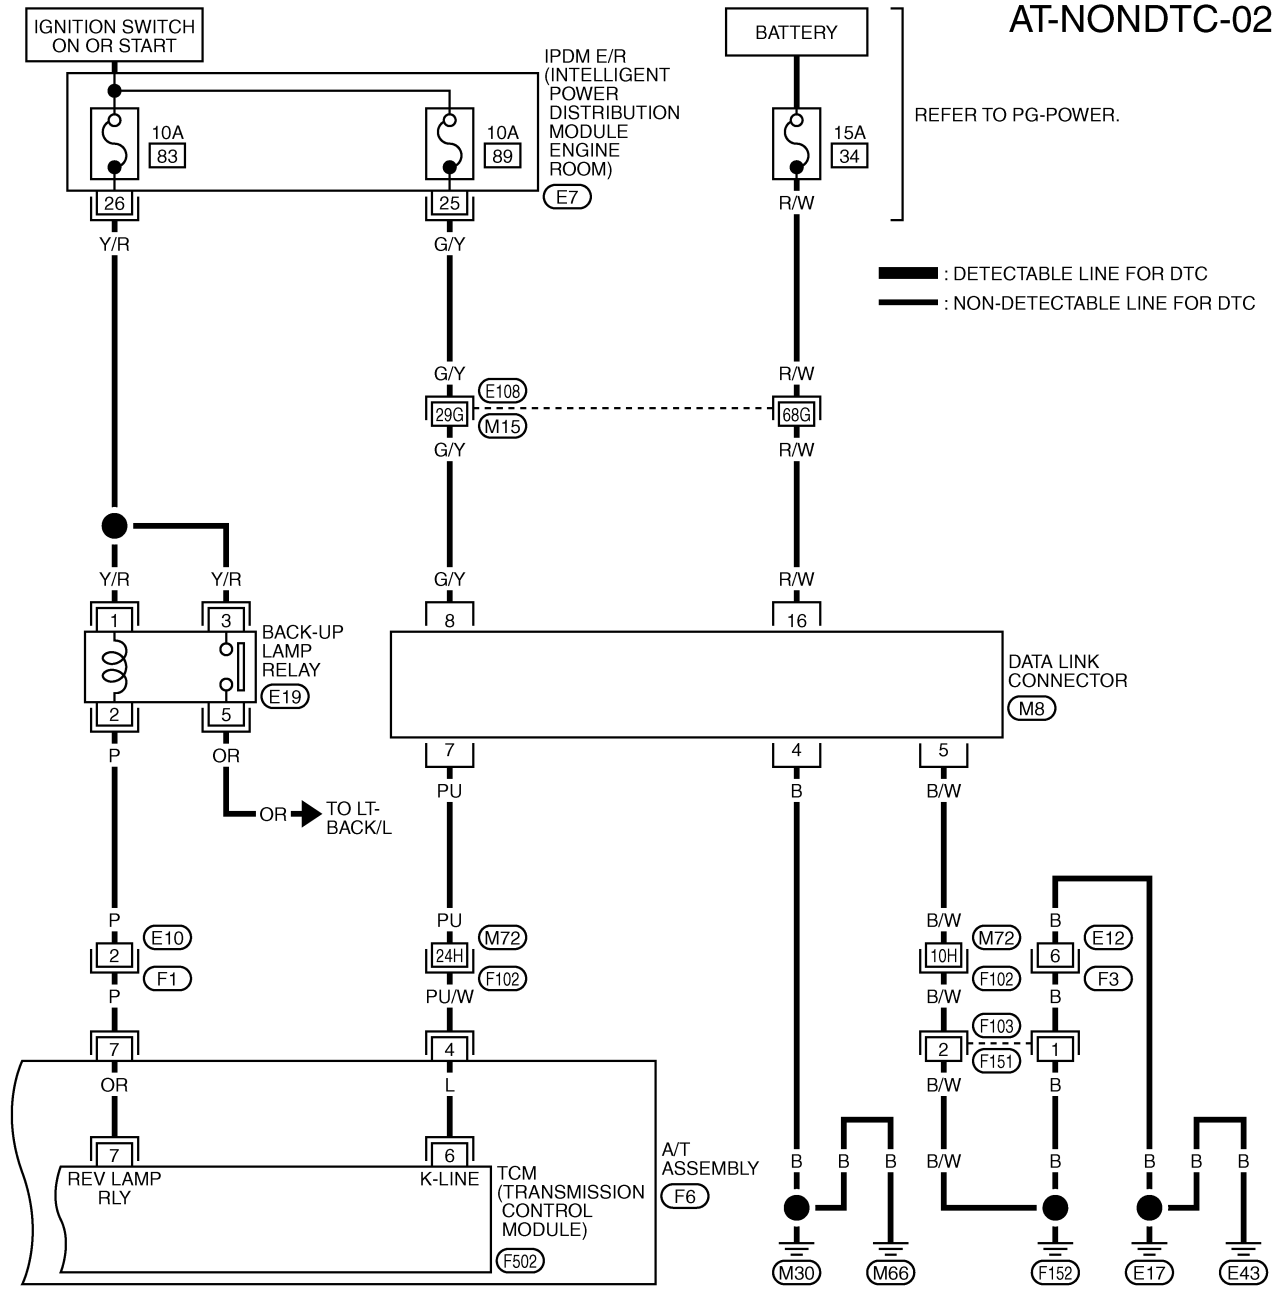 AT-NONDTC-02
IGNITION SWITCH
ON OR START
BATTERY
IPDM E/R
(INTELLIGENT
POWER
DISTRIBUTION
MODULE
ENGINE
ROOM)
E7
REFER TO PG-POWER.
10A
83
10A
89
15A
34
26
25
Y/R
G/Y
R/W
: DETECTABLE LINE FOR DTC
: NON-DETECTABLE LINE FOR DTC
G/Y
R/W
E108
29G
68G
M15
G/Y
R/W
Y/R
Y/R
G/Y
R/W
1
3
8
16
BACK-UP
LAMP
RELAY
E19
DATA LINK
CONNECTOR
M8
2
5
7
4
5
P
OR
PU
B
B/W
OR
TO LT-
BACK/L
P
PU
B/W
B
E10
M72
M72
E12
2
24H
10H
6
F1
F102
F102
F3
P
PU/W
B/W
B
F103
7
4
2
1
F151
OR
L
B/W
B
7
6
REV LAMP
RLY
K-LINE
TCM
(TRANSMISSION
CONTROL
MODULE)
F502
A/T
ASSEMBLY
F6
B
B
B
B/W
B
B
B
B
M30
M66
F152
E17
E43